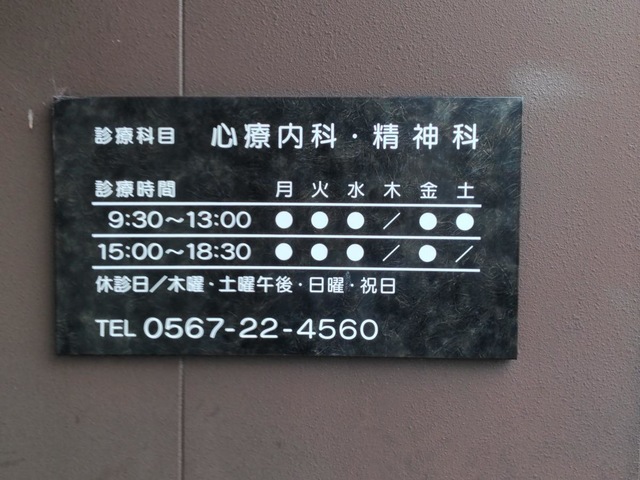 診療科目 心療内科・精神科
診療時間 月 火 水 木 金 土
9:30〜13:00 ● ● ● ／ ● ●
15:00〜18:30 ● ● ● ／ ● ／
休診日／木曜・土曜午後・日曜・祝日
TEL 0567-22-4560